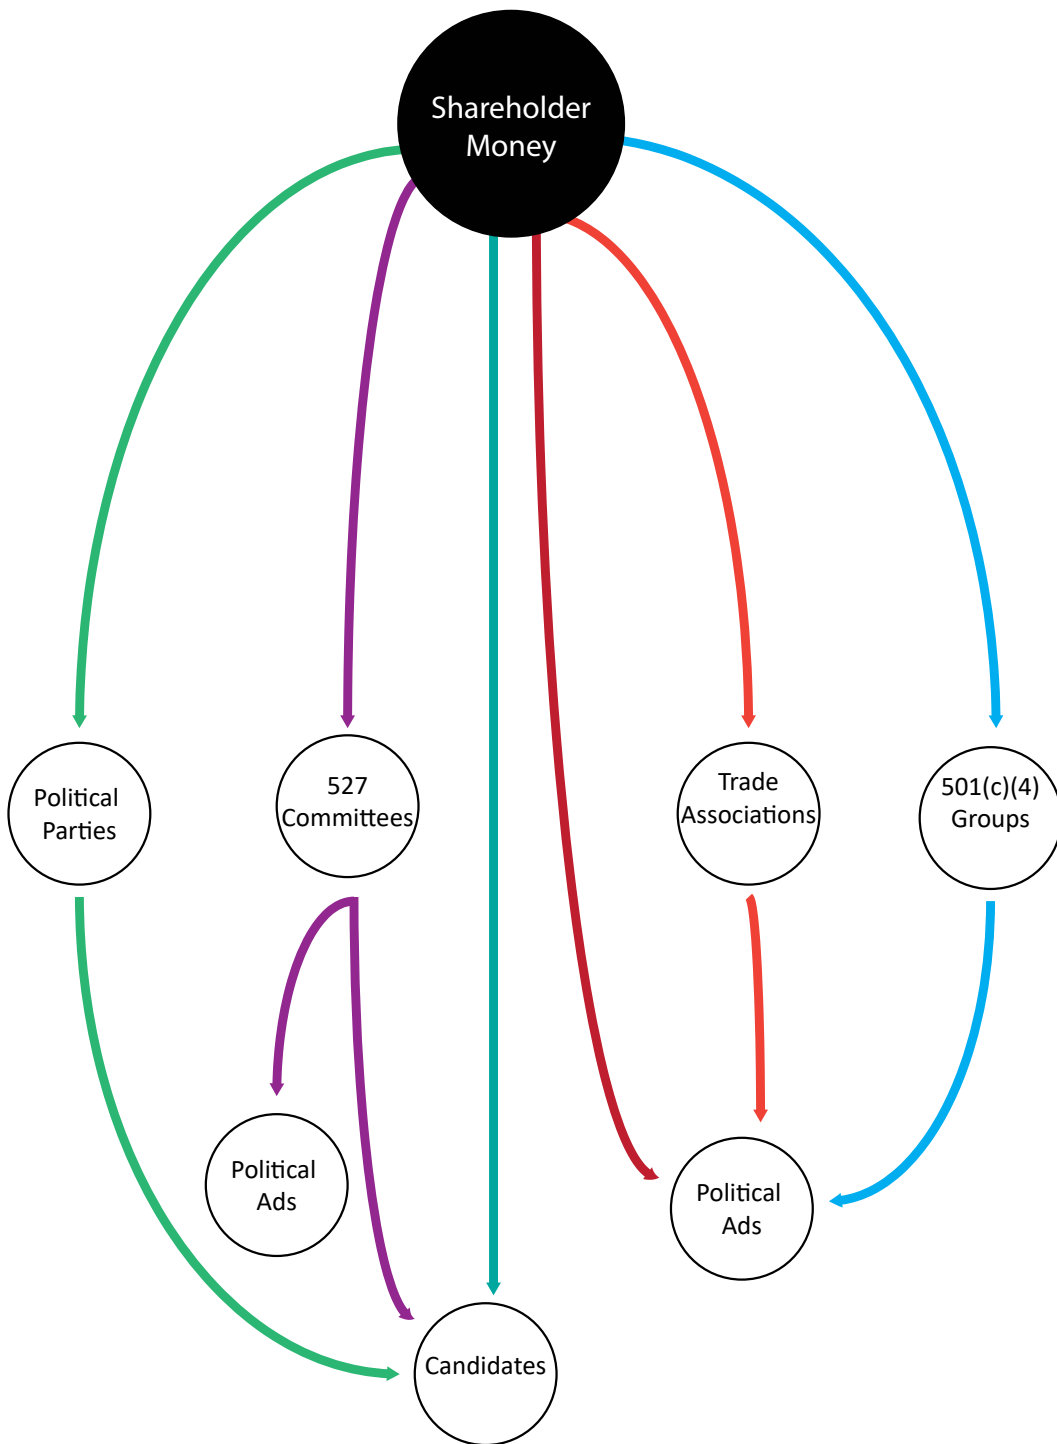 Shareholder
Money
Political
Parties
527
Committees
Trade
Associations
501(c)(4)
Groups
Political
Ads
Political
Ads
Candidates